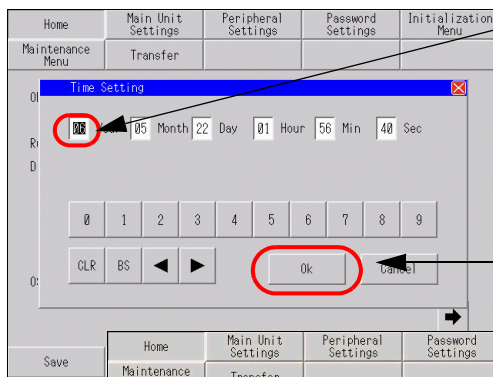 Home
Main Unit
Settings
Peripheral
Settings
Password
Settings
Initialization
Menu
Maintenance
Menu
Transfer
Time Setting
06
05 Month 22 Day 01 Hour 56 Min 40 Sec
0 1 2 3 4 5 6 7 8 9
CLR BS Ok Cancel
Save
Home
Main Unit
Settings
Peripheral
Settings
Password
Settings
Maintenance
Transfer